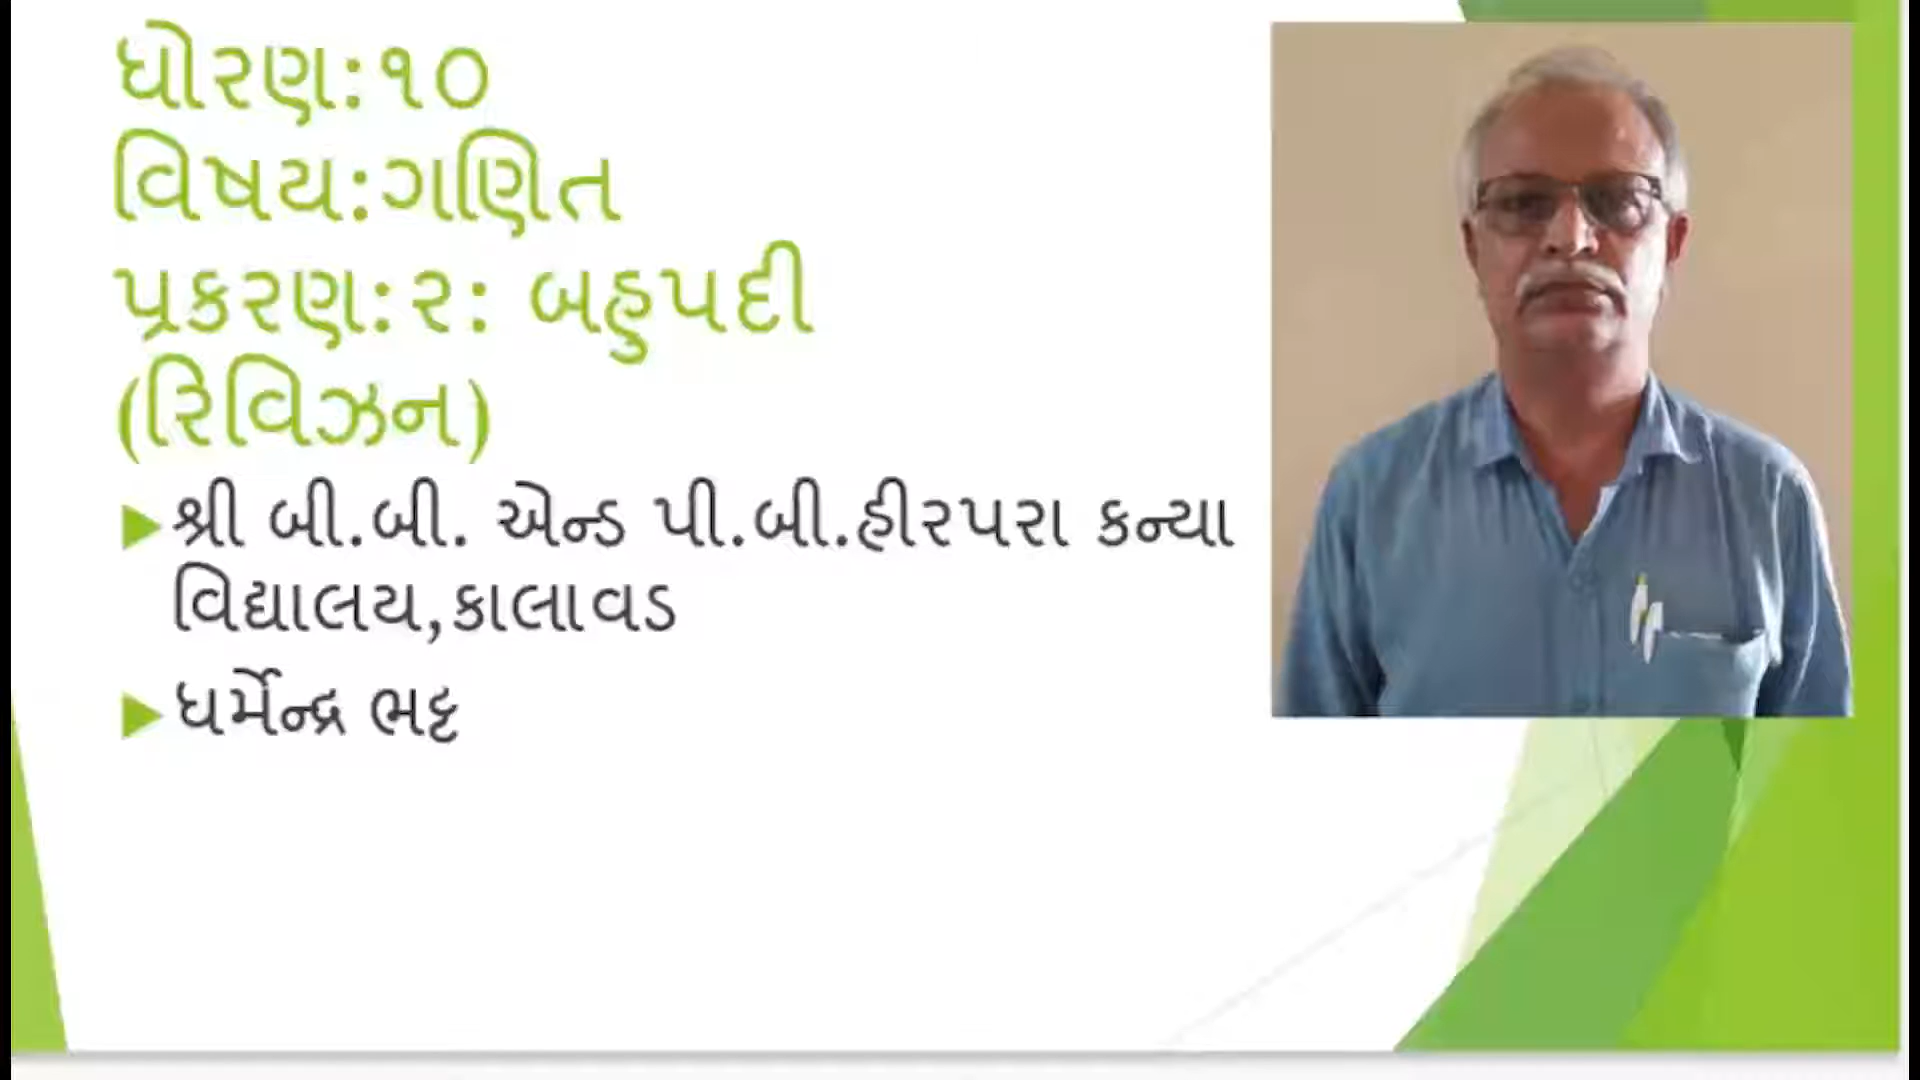 ધોરણ:૧૦
વિષય:ગણિત
પ્રકરણ:૨: બહુપદી
(રિવિઝન)
શ્રી બી.બી. એન્ડ પી.બી.હીરપરા કન્યા
વિદ્યાલય,કાલાવડ
ધર્મેન્દ્ર ભટ્ટ